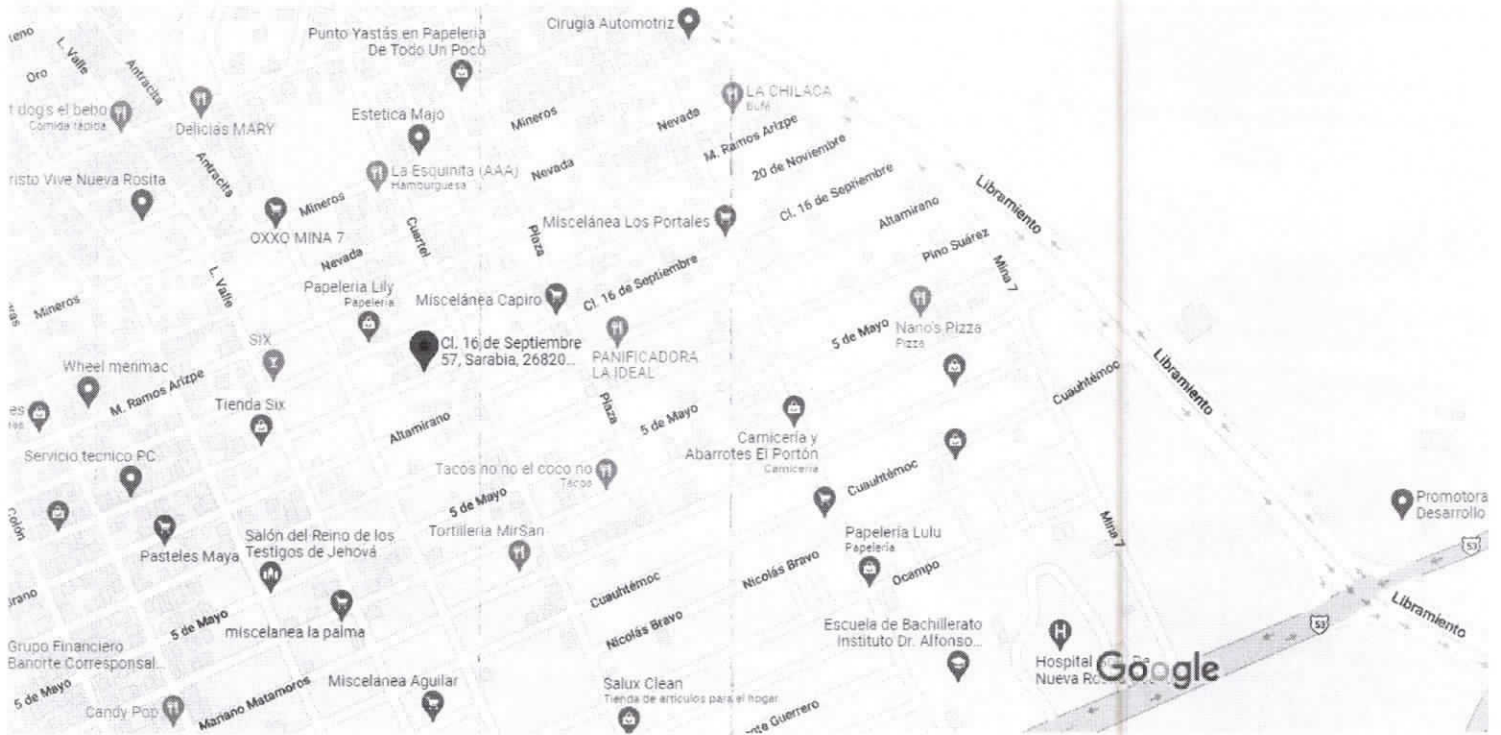 L. Valle
Antracita
Oro
Punto Yastás en Papeleria
De Todo Un Poco
Cirugia Automotriz
t dogs el bebo
Comida rápida
Delicias MARY
Estetica Majo
Mineros
Nevada
LA CHILACA
Bufé
M. Ramos Arizpe
20 de Noviembre
Cl. 16 de Septiembre
Libramiento
Antracita
La Esquinita (AAA)
Hamburguesa
Nevada
risto Vive Nueva Rosita
Mineros
OXXO MINA 7
Cuartel
Plaza
Miscelánea Los Portales
Altamirano
Pino Suárez
Mina 7
Nevada
L. Valle
Papeleria Lily
Papelería
Miscelánea Capiro
Cl. 16 de Septiembre
Mineros
SIX
Cl. 16 de Septiembre
57, Sarabia, 26820...
PANIFICADORA
LA IDEAL
5 de Mayo
Nano's Pizza
Pizza
Wheel menmac
M. Ramos Arizpe
Cuauhtémoc
Libramiento
Tienda Six
Altamirano
Plaza
5 de Mayo
Carnicería y
Abarrotes El Portón
Carnicería
Servicio tecnico PC
Tacos no no el coco no
Tacos
Cuauhtémoc
Colón
5 de Mayo
Promotora
Desarrollo
Pasteles Maya
Salón del Reino de los
Testigos de Jehová
Tortilleria MirSan
Papelería Lulu
Papelería
Mina 7
53
Cuauhtémoc
Nicolás Bravo
Ocampo
5 de Mayo
miscelanea la palma
Nicolás Bravo
Escuela de Bachillerato
Instituto Dr. Alfonso...
53
Libramiento
Grupo Financiero
Banorte Corresponsal...
Hospital
Nueva
Google
5 de Mayo
Candy Pop
Mariano Matamoros
Miscelanea Aguilar
Salux Clean
Tienda de artículos para el hogar
Guerrero